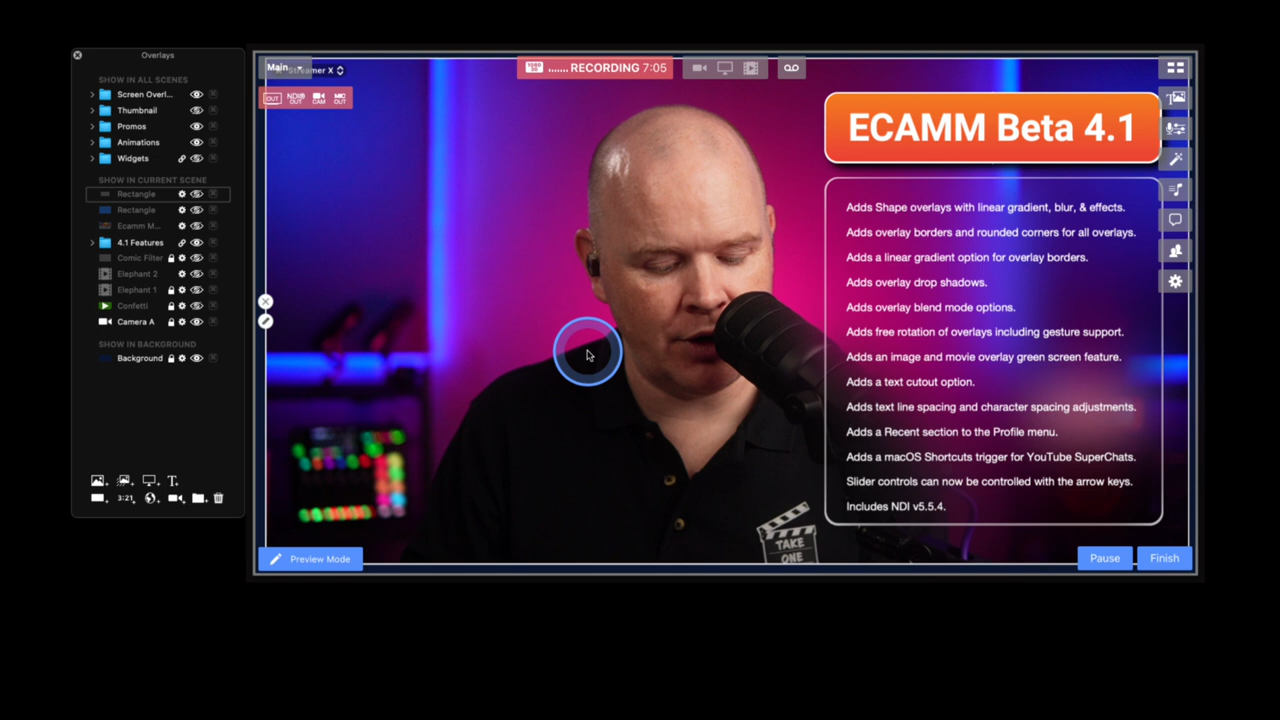 Overlays
SHOW IN ALL SCENES
Screen Overl...
Thumbnail
Promos
Animations
Widgets
SHOW IN CURRENT SCENE
Rectangle
Rectangle
Ecamm M...
4.1 Features
Comic Filter
Elephant 2
Elephant 1
Confetti
Camera A
SHOW IN BACKGROUND
Background
T
3:21
Main
Streamer X
RECORDING 7:05
OUT
NDI® OUT
CAM
MIC OUT
ECAMM Beta 4.1
Adds Shape overlays with linear gradient, blur, & effects.
Adds overlay borders and rounded corners for all overlays.
Adds a linear gradient option for overlay borders.
Adds overlay drop shadows.
Adds overlay blend mode options.
Adds free rotation of overlays including gesture support.
Adds an image and movie overlay green screen feature.
Adds a text cutout option.
Adds text line spacing and character spacing adjustments.
Adds a Recent section to the Profile menu.
Adds a macOS Shortcuts trigger for YouTube SuperChats.
Slider controls can now be controlled with the arrow keys.
Includes NDI v5.5.4.
TAKE
ONE
Preview Mode
Pause
Finish